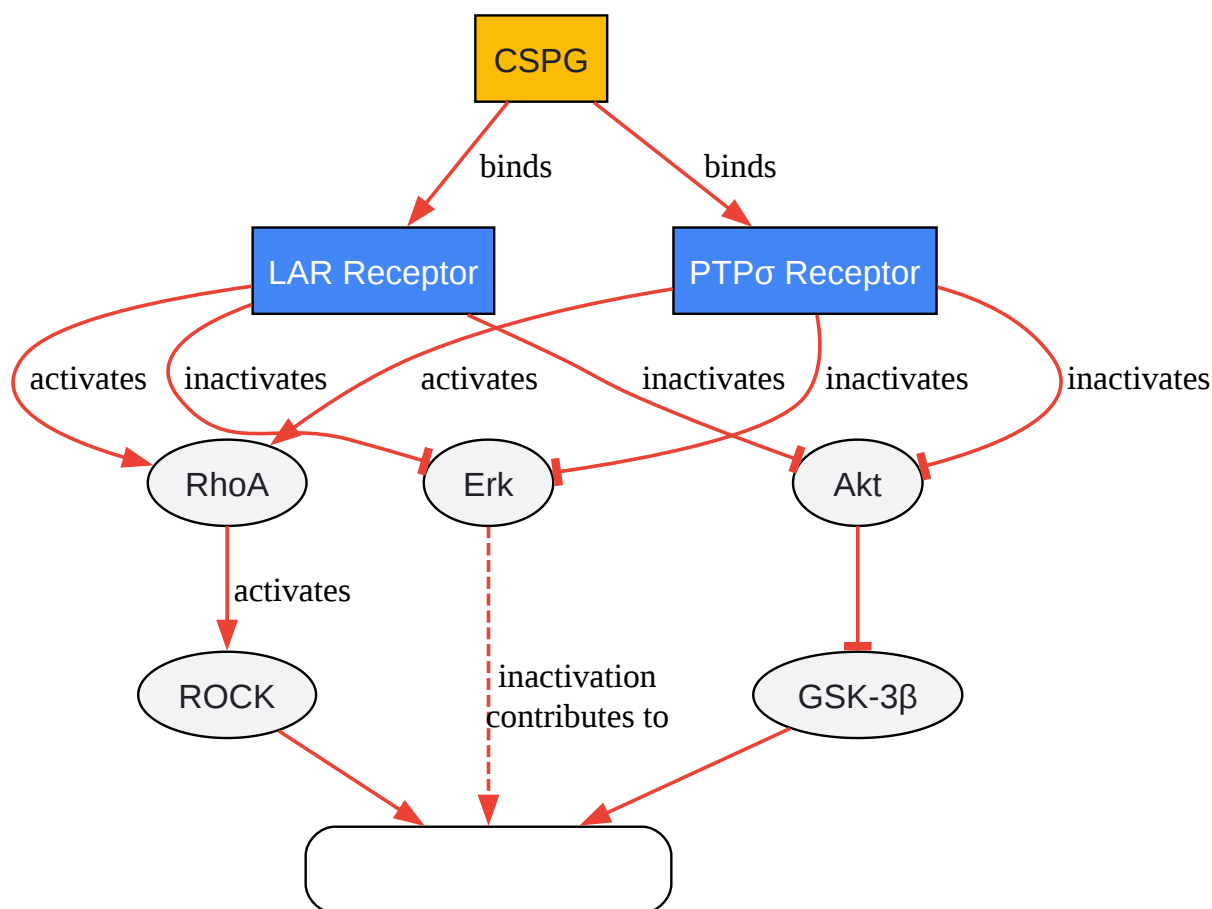 CSPG
binds
binds
LAR Receptor
PTPσ Receptor
activates
inactivates
activates
inactivates
inactivates
inactivates
RhoA
Erk
Akt
activates
inactivation
contributes to
ROCK
GSK-3β